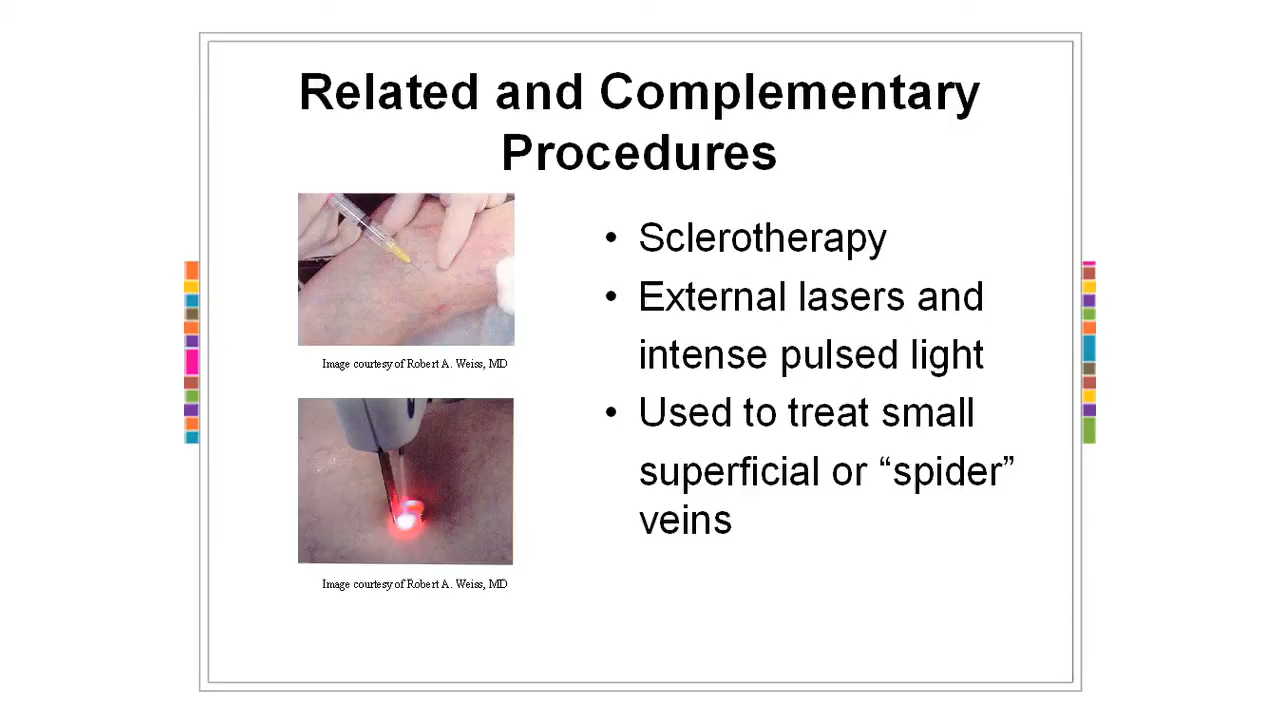 Related and Complementary
Procedures
Image courtesy of Robert A. Weiss, MD
Image courtesy of Robert A. Weiss, MD
• Sclerotherapy
• External lasers and
intense pulsed light
• Used to treat small
superficial or “spider”
veins